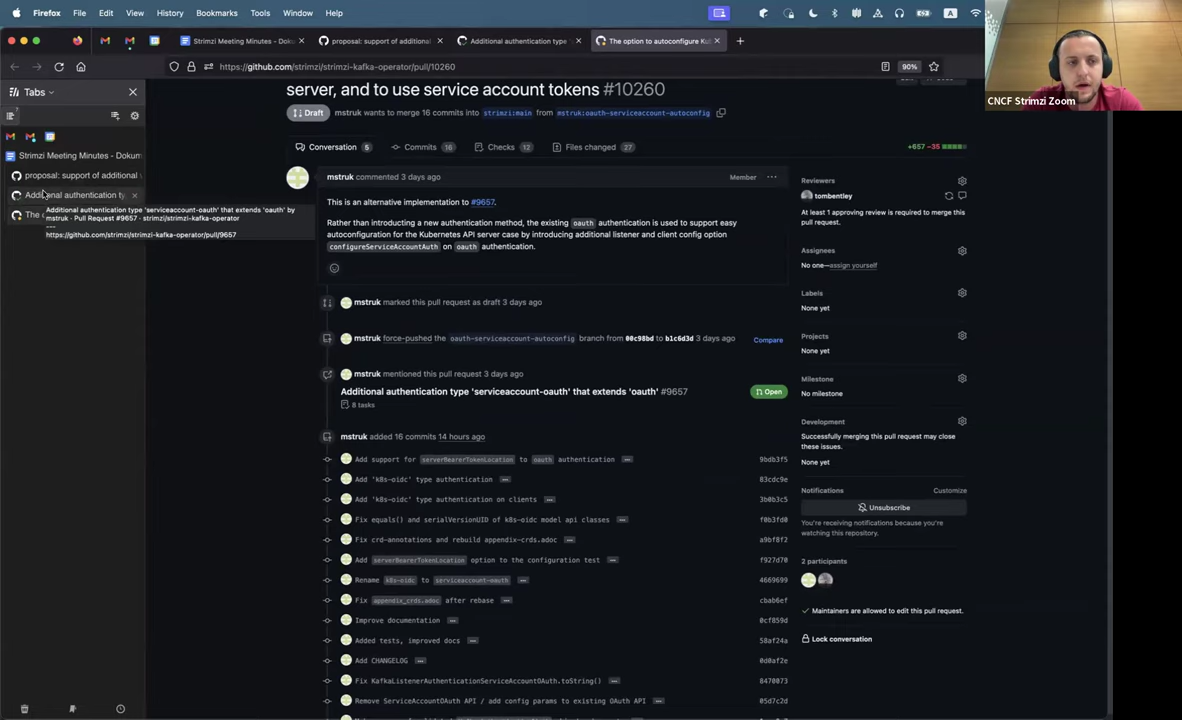 Firefox File Edit View History Bookmarks Tools Window Help
A
Strimzi Meeting Minutes - Dok
proposal: support of additional
Additional authentication type
The option to autoconfigure Ku
https://github.com/strimzi/strimzi-kafka-operator/pull/10260
90%
Tabs
Strimzi Meeting Minutes - Dokum
proposal: support of additional
Additional authentication ty
The
Additional authentication type 'serviceaccount-oauth' that extends 'oauth' by
mstruk · Pull Request #9657 · strimzi/strimzi-kafka-operator
---
https://github.com/strimzi/strimzi-kafka-operator/pull/9657
server, and to use service account tokens #10260
Draft mstruk wants to merge 16 commits into strimzi:main from mstruk:oauth-serviceaccount-autoconfig
Conversation 5 Commits 16 Checks 12 Files changed 27 +657 −35
mstruk commented 3 days ago Member ···
This is an alternative implementation to #9657.
Rather than introducing a new authentication method, the existing oauth authentication is used to support easy
autoconfiguration for the Kubernetes API server case by introducing additional listener and client config option
configureServiceAccountAuth on oauth authentication.
mstruk marked this pull request as draft 3 days ago
mstruk force-pushed the oauth-serviceaccount-autoconfig branch from 00c98bd to b1c6d3d 3 days ago Compare
mstruk mentioned this pull request 3 days ago
Additional authentication type 'serviceaccount-oauth' that extends 'oauth' #9657 Open
8 tasks
mstruk added 16 commits 14 hours ago
Add support for serverBearerTokenLocation to oauth authentication ··· 9bdb3f5
Add 'k8s-oidc' type authentication ··· 83cdc9e
Add 'k8s-oidc' type authentication on clients ··· 3b0b3c5
Fix equals() and serialVersionUID of k8s-oidc model api classes ··· f0b3fd0
Fix crd-annotations and rebuild appendix-crds.adoc ··· a9bf8f2
Add serverBearerTokenLocation option to the configuration test ··· f927d70
Rename k8s-oidc to serviceaccount-oauth ··· 4669699
Fix appendix_crds.adoc after rebase ··· cbab6ef
Improve documentation ··· 0cf859d
Added tests, improved docs ··· 58af24a
Add CHANGELOG ··· 0d0af2e
Fix KafkaListenerAuthenticationServiceAccountOAuth.toString() ··· 8470073
Remove ServiceAccountOAuth API / add config params to existing OAuth API ··· 05d7c2d
Reviewers
tombentley
At least 1 approving review is required to merge this
pull request.
Assignees
No one—assign yourself
Labels
None yet
Projects
None yet
Milestone
No milestone
Development
Successfully merging this pull request may close
these issues.
None yet
Notifications Customize
Unsubscribe
You're receiving notifications because you're
watching this repository.
2 participants
Maintainers are allowed to edit this pull request.
Lock conversation
CNCF Strimzi Zoom